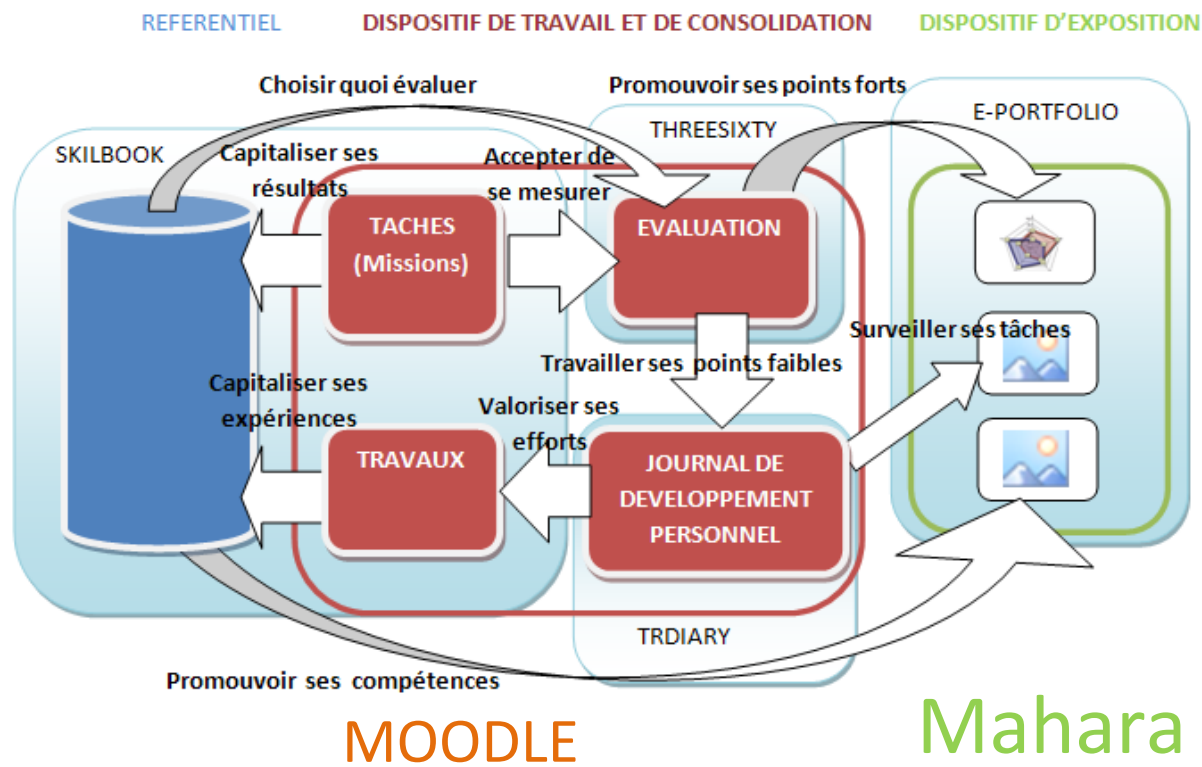 REFERENTIEL
DISPOSITIF DE TRAVAIL ET DE CONSOLIDATION
DISPOSITIF D'EXPOSITION
Choisir quoi évaluer
Promouvoir ses points forts
SKILBOOK
THREESIXTY
E-PORTFOLIO
Capitaliser ses
résultats
Accepter de
se mesurer
TACHES
(Missions)
EVALUATION
Surveiller ses tâches
Travailler ses points faibles
Capitaliser ses
expériences
Valoriser ses
efforts
TRAVAUX
JOURNAL DE
DEVELOPPEMENT
PERSONNEL
TRDIARY
Promouvoir ses compétences
MOODLE
Mahara